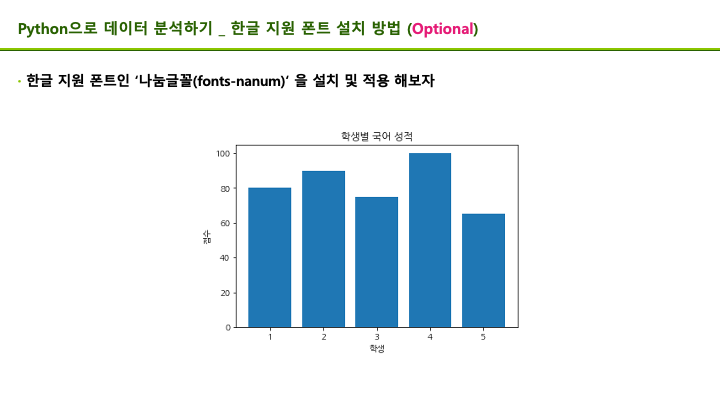 Python으로 데이터 분석하기 _ 한글 지원 폰트 설치 방법 (Optional)
• 한글 지원 폰트인 ‘나눔글꼴(fonts-nanum)‘ 을 설치 및 적용 해보자
학생별 국어 성적
100
80
60
40
20
0
점수
1 2 3 4 5
학생